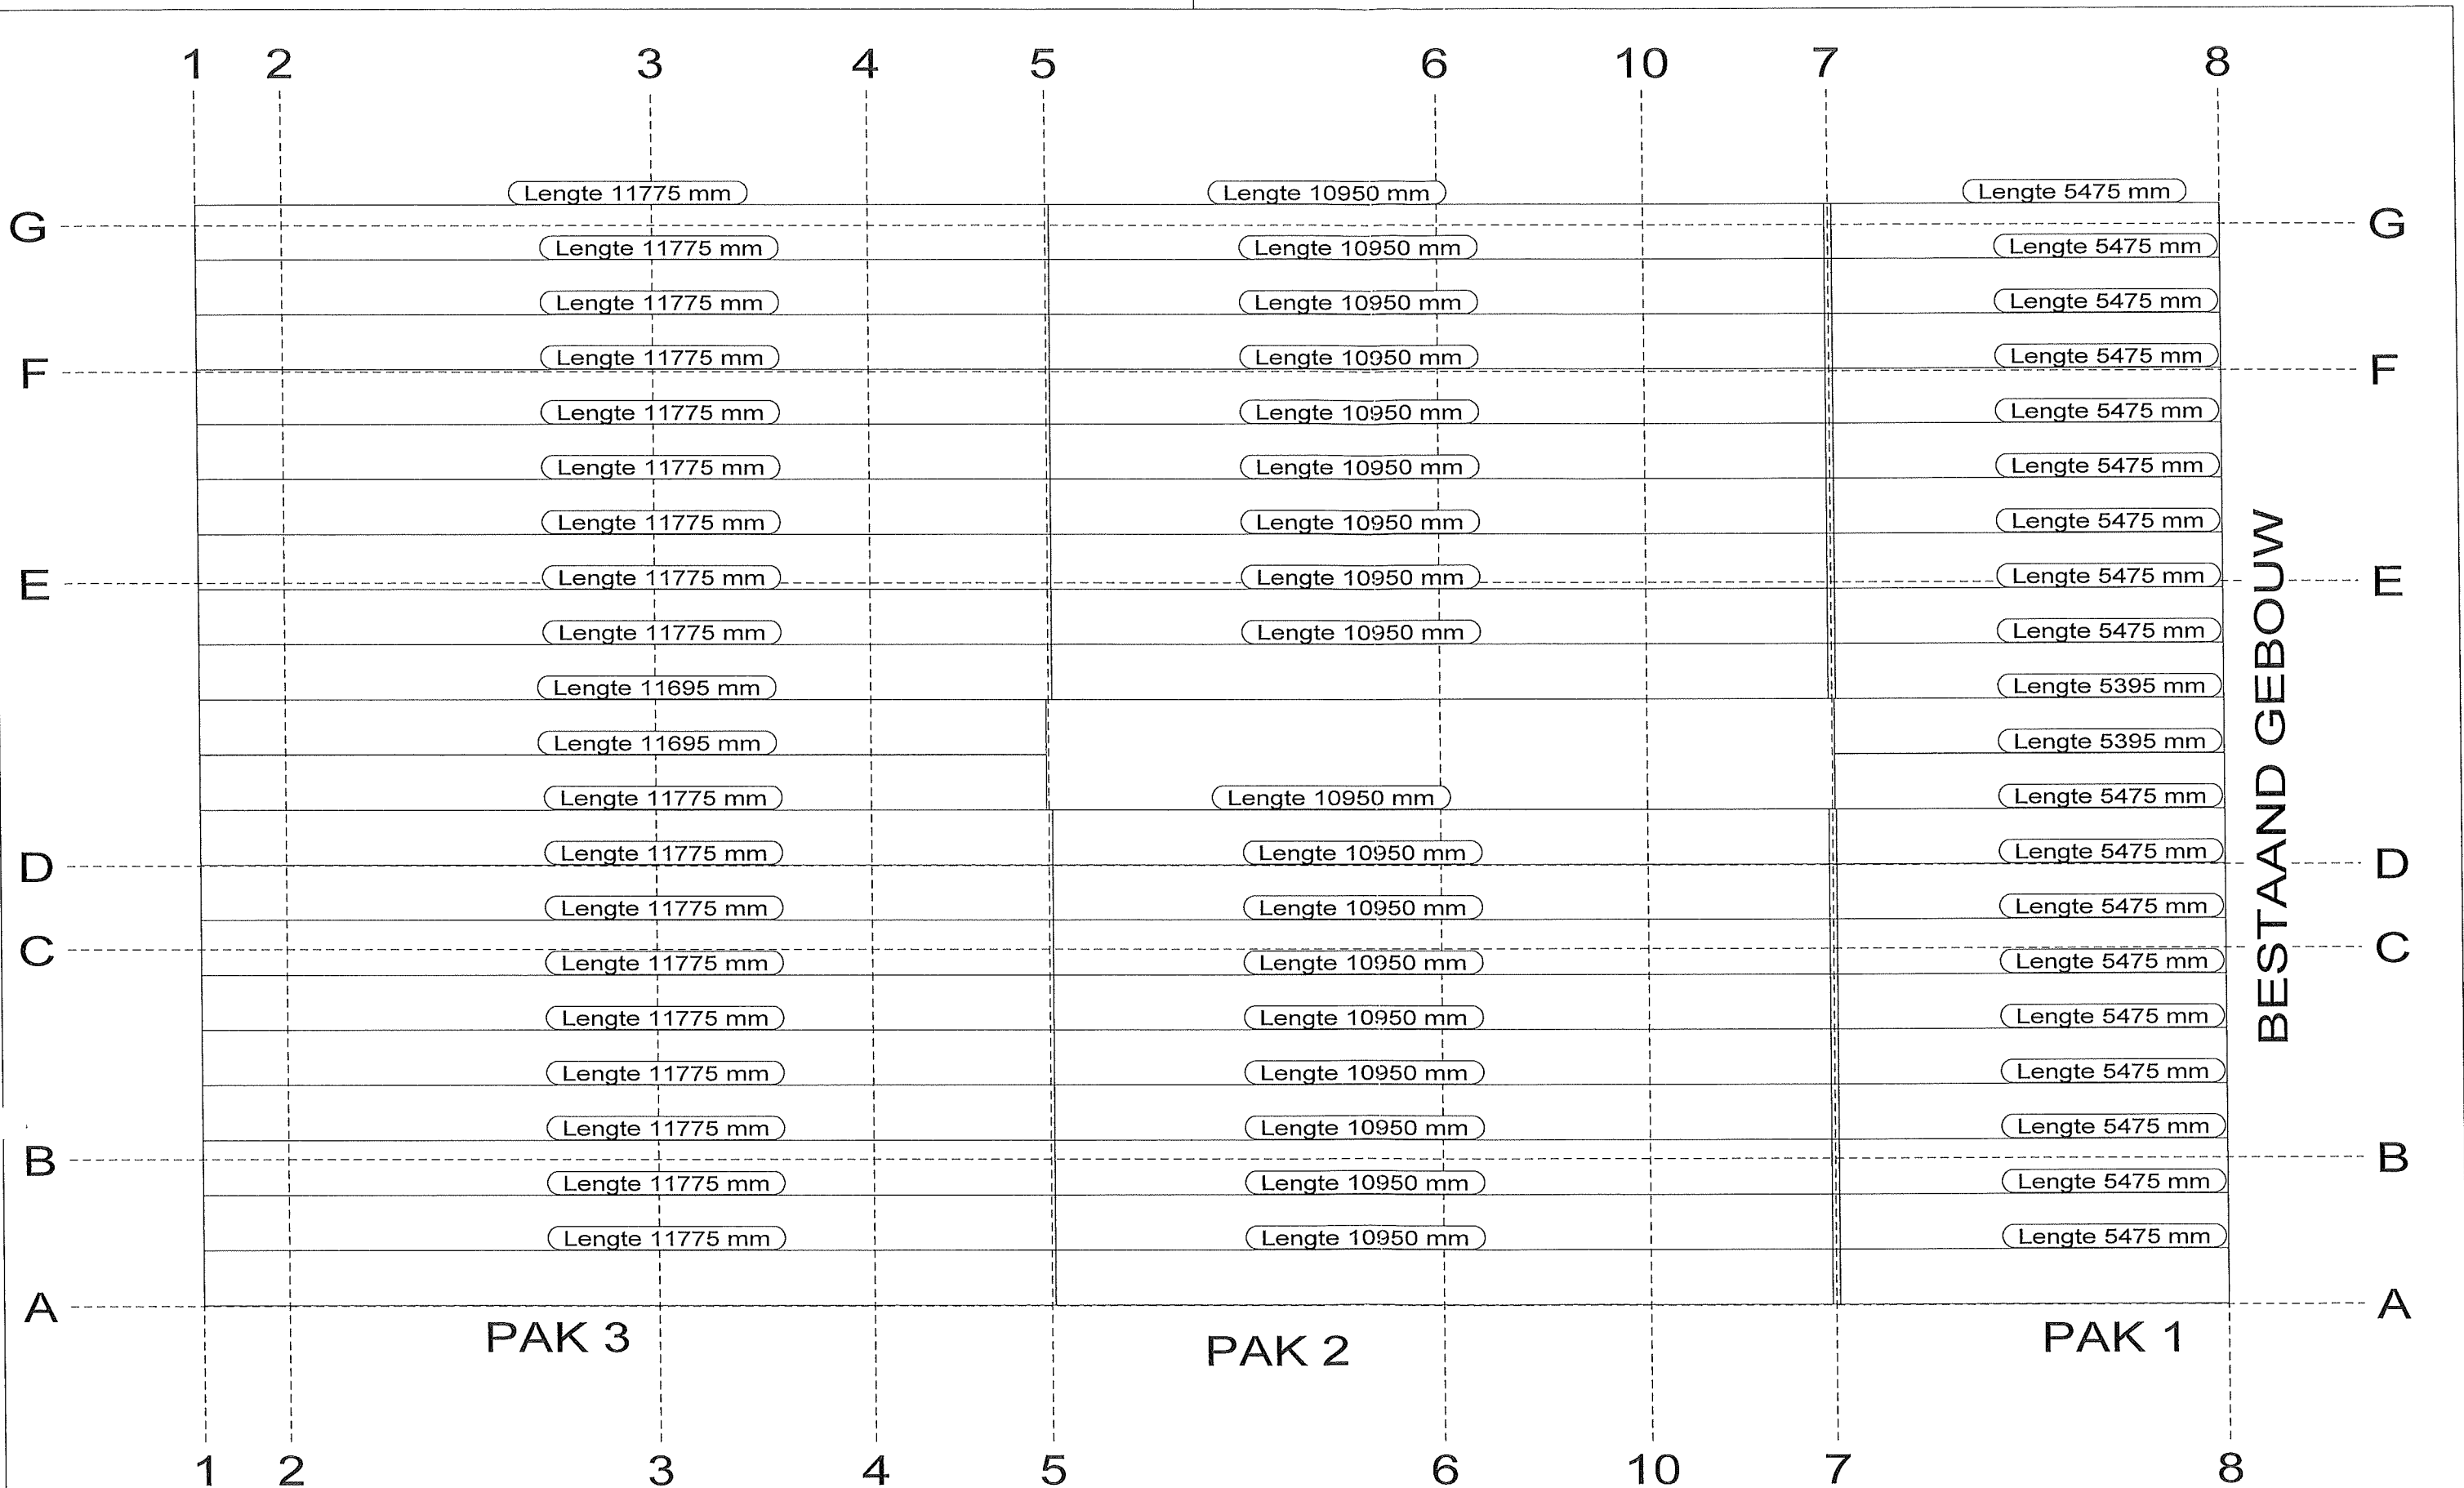 1 2 3 4 5 6 10 7 8
Lengte 11775 mm Lengte 10950 mm Lengte 5475 mm
G G
Lengte 11775 mm Lengte 10950 mm Lengte 5475 mm
Lengte 11775 mm Lengte 10950 mm Lengte 5475 mm
Lengte 11775 mm Lengte 10950 mm Lengte 5475 mm
F F
Lengte 11775 mm Lengte 10950 mm Lengte 5475 mm
Lengte 11775 mm Lengte 10950 mm Lengte 5475 mm
Lengte 11775 mm Lengte 10950 mm Lengte 5475 mm
E Lengte 11775 mm Lengte 10950 mm Lengte 5475 mm E
Lengte 11775 mm Lengte 10950 mm Lengte 5475 mm
Lengte 11695 mm Lengte 5395 mm
Lengte 11695 mm Lengte 5395 mm
BESTAAND GEBOUW
Lengte 11775 mm Lengte 10950 mm Lengte 5475 mm
Lengte 11775 mm Lengte 10950 mm Lengte 5475 mm
D D
Lengte 11775 mm Lengte 10950 mm Lengte 5475 mm
C C
Lengte 11775 mm Lengte 10950 mm Lengte 5475 mm
Lengte 11775 mm Lengte 10950 mm Lengte 5475 mm
Lengte 11775 mm Lengte 10950 mm Lengte 5475 mm
Lengte 11775 mm Lengte 10950 mm Lengte 5475 mm
B B
Lengte 11775 mm Lengte 10950 mm Lengte 5475 mm
Lengte 11775 mm Lengte 10950 mm Lengte 5475 mm
A A
PAK 3 PAK 2 PAK 1
1 2 3 4 5 6 10 7 8